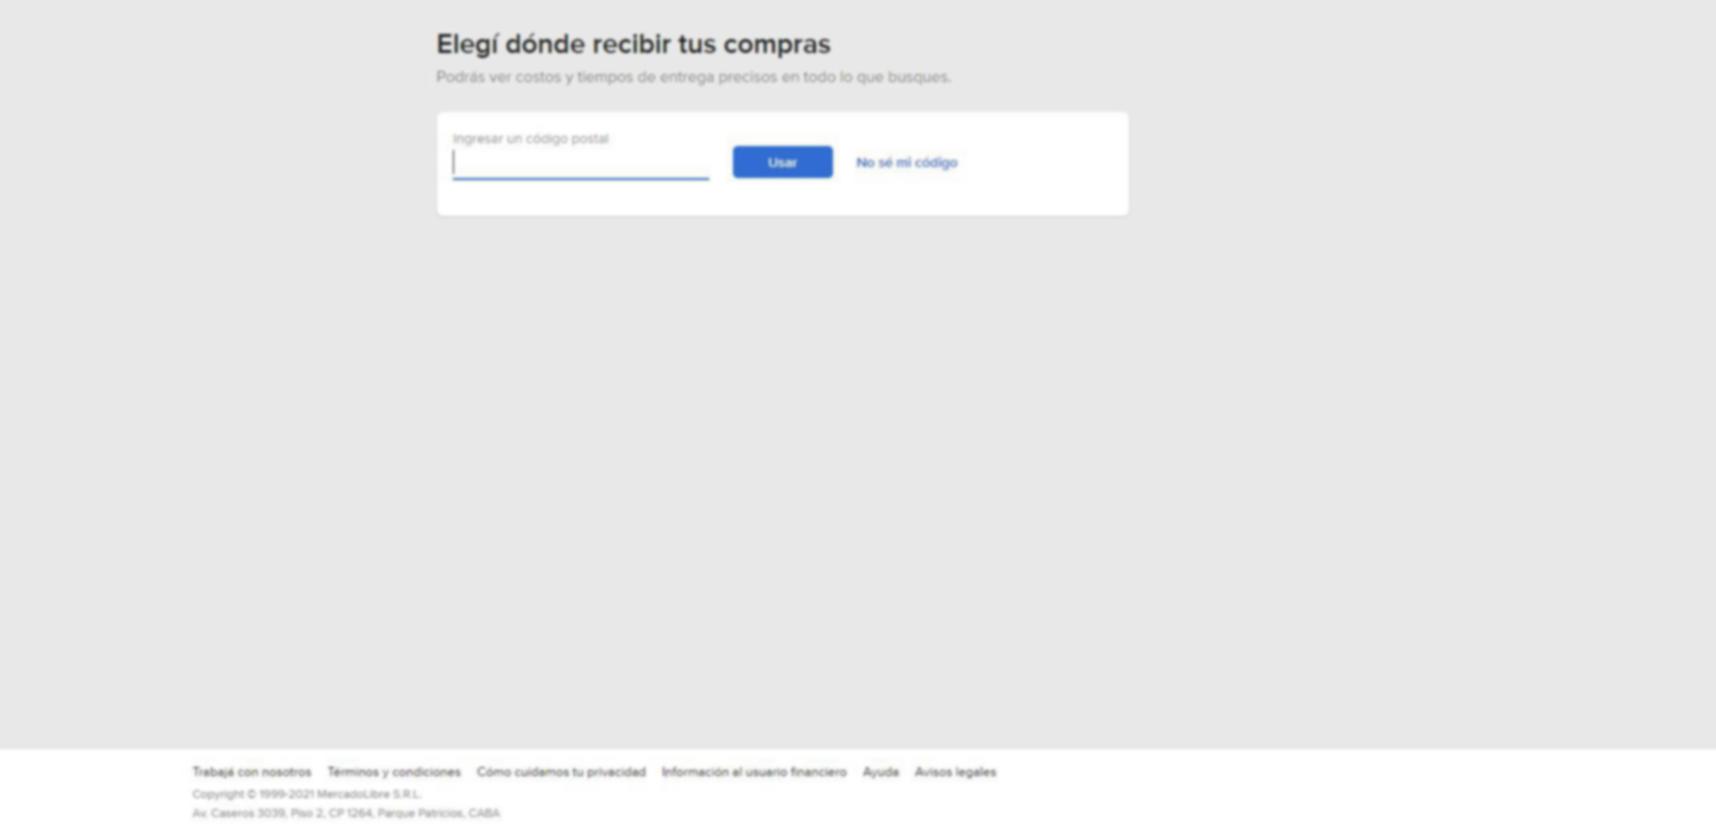 Elegí dónde recibir tus compras
Podrás ver costos y tiempos de entrega precisos en todo lo que busques.
Ingresar un código postal
Usar No sé mi código
Trabajá con nosotros Términos y condiciones Cómo cuidamos tu privacidad Información al usuario financiero Ayuda Avisos legales
Copyright © 1999-2021 MercadoLibre S.R.L.
Av. Caseros 3039, Piso 2, CP 1264, Parque Patricios, CABA